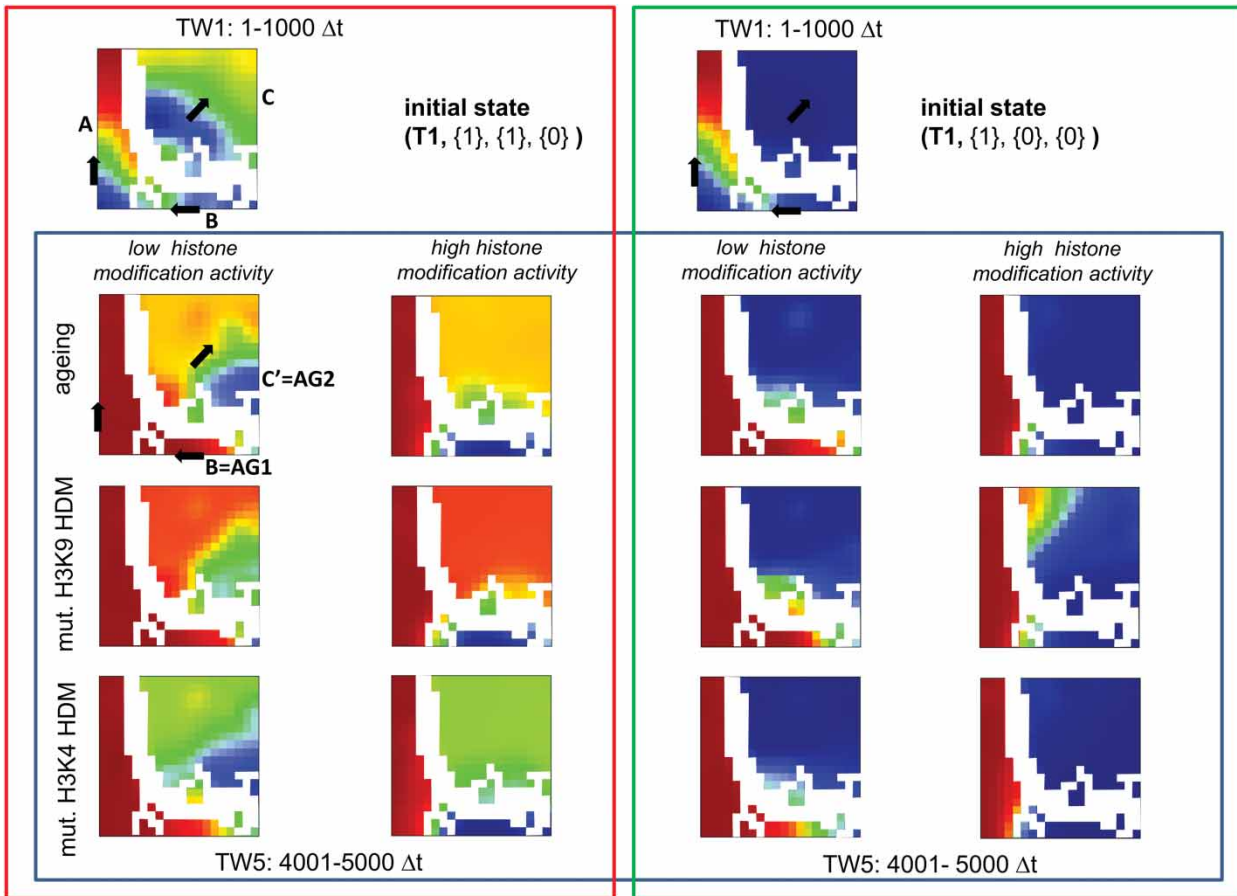 TW1: 1-1000 Δt
A
C
B
initial state
(T1, {1}, {1}, {0} )
TW1: 1-1000 Δt
initial state
(T1, {1}, {0}, {0} )
low histone
modification activity
high histone
modification activity
low histone
modification activity
high histone
modification activity
ageing
C'=AG2
B=AG1
mut. H3K9 HDM
mut. H3K4 HDM
TW5: 4001-5000 Δt
TW5: 4001- 5000 Δt